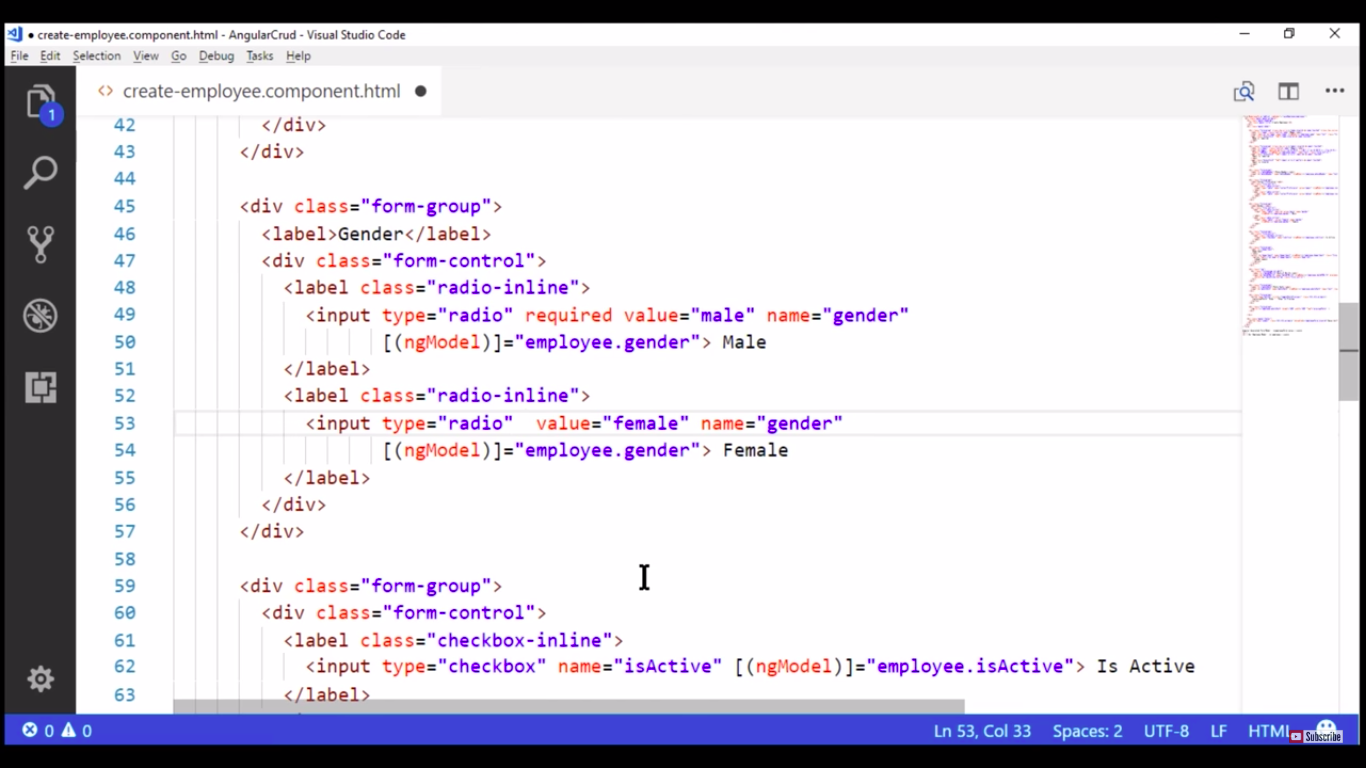 create-employee.component.html - AngularCrud - Visual Studio Code
File Edit Selection View Go Debug Tasks Help
1
<> create-employee.component.html
42 </div>
43 </div>
44
45 <div class="form-group">
46 <label>Gender</label>
47 <div class="form-control">
48 <label class="radio-inline">
49 <input type="radio" required value="male" name="gender"
50 [(ngModel)]="employee.gender"> Male
51 </label>
52 <label class="radio-inline">
53 <input type="radio"  value="female" name="gender"
54 [(ngModel)]="employee.gender"> Female
55 </label>
56 </div>
57 </div>
58
59 <div class="form-group">
60 <div class="form-control">
61 <label class="checkbox-inline">
62 <input type="checkbox" name="isActive" [(ngModel)]="employee.isActive"> Is Active
63 </label>
0 0 Ln 53, Col 33 Spaces: 2 UTF-8 LF HTML Subscribe